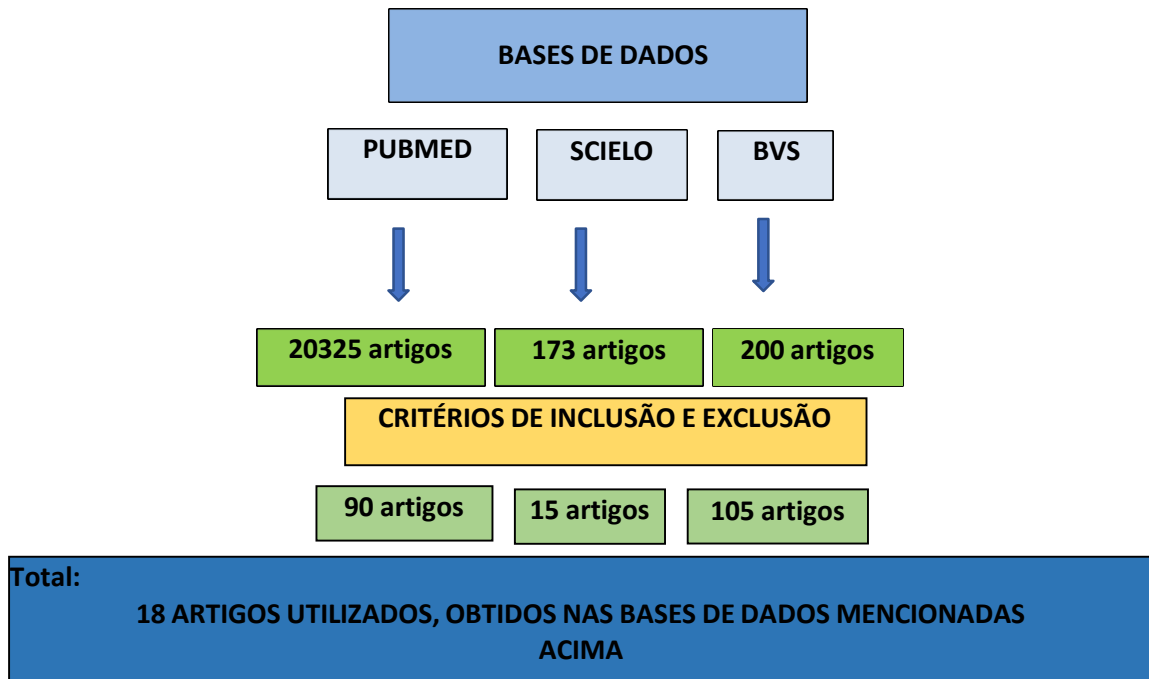 BASES DE DADOS
PUBMED
SCIELO
BVS
20325 artigos
173 artigos
200 artigos
CRITÉRIOS DE INCLUSÃO E EXCLUSÃO
90 artigos
15 artigos
105 artigos
Total:
18 ARTIGOS UTILIZADOS, OBTIDOS NAS BASES DE DADOS MENCIONADAS
ACIMA